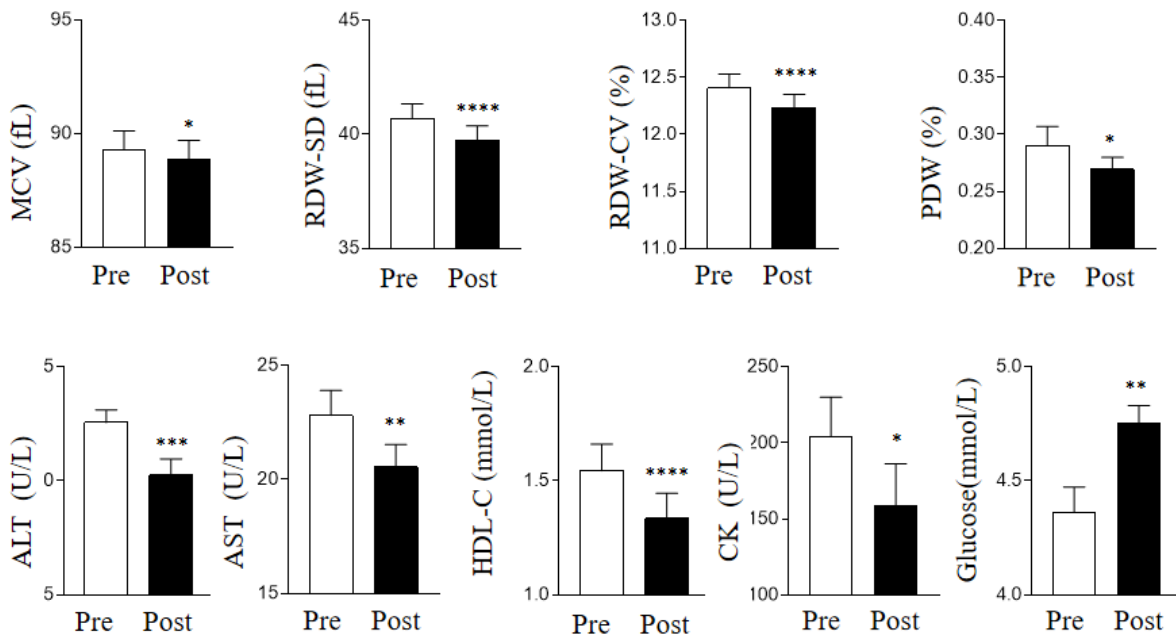 MCV (fL)
95
90
85
*
Pre Post
RDW-SD (fL)
45
40
35
****
Pre Post
RDW-CV (%)
13.0
12.5
12.0
11.5
11.0
****
Pre Post
PDW (%)
0.40
0.35
0.30
0.25
0.20
*
Pre Post
ALT (U/L)
5
0
5
***
Pre Post
AST (U/L)
25
20
15
**
Pre Post
HDL-C (mmol/L)
2.0
1.5
1.0
****
Pre Post
CK (U/L)
250
200
150
100
*
Pre Post
Glucose(mmol/L)
5.0
4.5
4.0
**
Pre Post